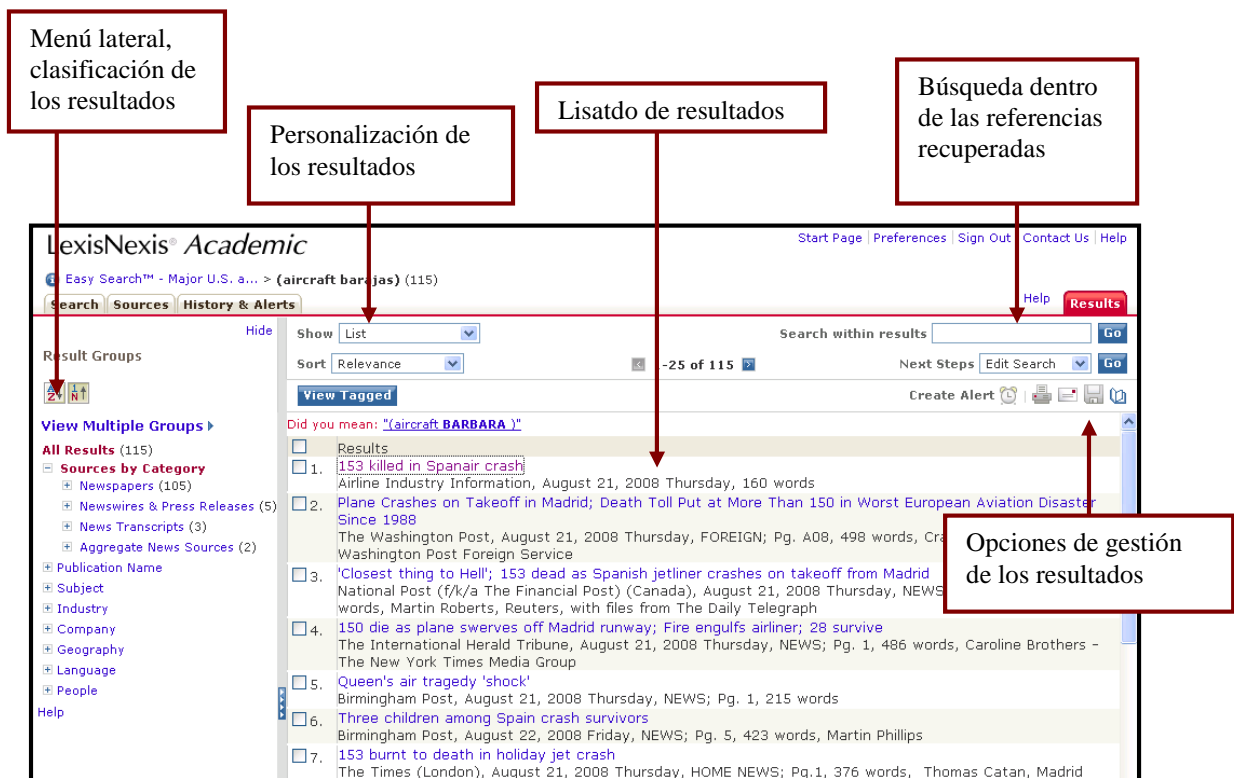 Menú lateral,
clasificación de
los resultados
Personalización de
los resultados
Lisatdo de resultados
Búsqueda dentro
de las referencias
recuperadas
LexisNexis® Academic
Start Page | Preferences | Sign Out | Contact Us | Help
Easy Search™ - Major U.S. a... > (aircraft barajas) (115)
Search Sources History & Alerts
Help Results
Hide
Show List
Search within results Go
Result Groups
Sort Relevance
-25 of 115
Next Steps Edit Search Go
View Tagged
Create Alert
View Multiple Groups
Did you mean: "(aircraft BARBARA )"
All Results (115)
Sources by Category
Newspapers (105)
Newswires & Press Releases (5)
News Transcripts (3)
Aggregate News Sources (2)
Publication Name
Subject
Industry
Company
Geography
Language
People
Help
Results
1. 153 killed in Spanair crash
Airline Industry Information, August 21, 2008 Thursday, 160 words
2. Plane Crashes on Takeoff in Madrid; Death Toll Put at More Than 150 in Worst European Aviation Disaster
Since 1988
The Washington Post, August 21, 2008 Thursday, FOREIGN; Pg. A08, 498 words,
Washington Post Foreign Service
3. 'Closest thing to Hell'; 153 dead as Spanish jetliner crashes on takeoff from Madrid
National Post (f/k/a The Financial Post) (Canada), August 21, 2008 Thursday, NEWS
words, Martin Roberts, Reuters, with files from The Daily Telegraph
4. 150 die as plane swerves off Madrid runway; Fire engulfs airliner; 28 survive
The International Herald Tribune, August 21, 2008 Thursday, NEWS; Pg. 1, 486 words, Caroline Brothers -
The New York Times Media Group
5. Queen's air tragedy 'shock'
Birmingham Post, August 21, 2008 Thursday, NEWS; Pg. 1, 215 words
6. Three children among Spain crash survivors
Birmingham Post, August 22, 2008 Friday, NEWS; Pg. 5, 423 words, Martin Phillips
7. 153 burnt to death in holiday jet crash
The Times (London), August 21, 2008 Thursday, HOME NEWS; Pg.1, 376 words, Thomas Catan, Madrid
Opciones de gestión
de los resultados